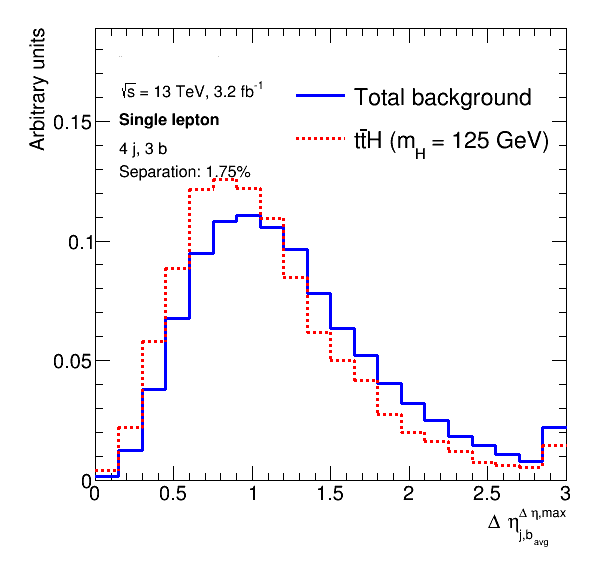 Arbitrary units
√s = 13 TeV, 3.2 fb⁻¹
Single lepton
4 j, 3 b
Separation: 1.75%
Total background
tt̄H (m_H = 125 GeV)
0.15
0.1
0.05
0
0 0.5 1 1.5 2 2.5 3
Δ η_{j,b_avg}^{Δ η,max}